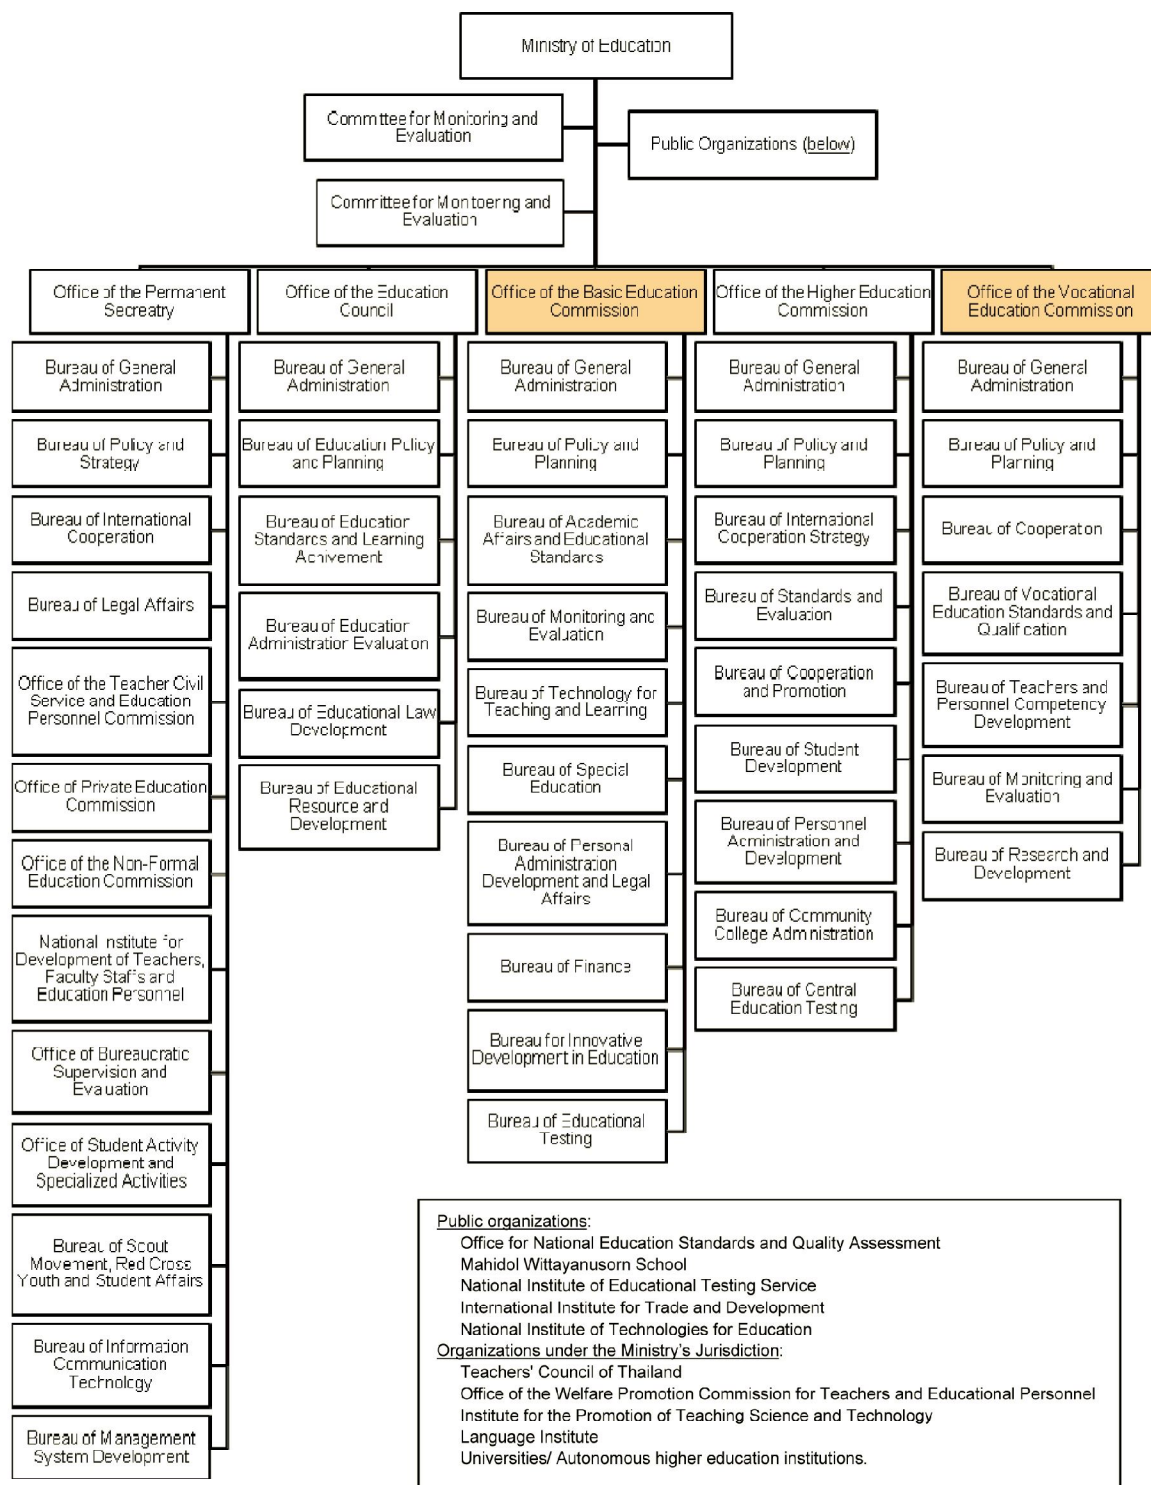 Ministry of Education
Committee for Monitoring and
Evaluation
Public Organizations (below)
Committee for Monitoering and
Evaluation
Office of the Permanent
Secreatry
Bureau of General
Administration
Bureau of Policy and
Strategy
Bureau of International
Cooperation
Bureau of Legal Affairs
Office of the Teacher Civil
Service and Education
Personnel Commission
Office of Private Education
Commission
Office of the Non-Formal
Education Commission
National Institute for
Development of Teachers,
Faculty Staffs and
Education Personnel
Office of Bureaucratic
Supervision and
Evaluation
Office of Student Activity
Development and
Specialized Activities
Bureau of Scout
Movement, Red Cross
Youth and Student Affairs
Bureau of Information
Communication
Technology
Bureau of Management
System Development
Office of the Education
Council
Bureau of General
Administration
Bureau of Education Policy
and Planning
Bureau of Education
Standards and Learning
Achivement
Bureau of Education
Administration Evaluation
Bureau of Educational Law
Development
Bureau of Educational
Resource and
Development
Office of the Basic Education
Commission
Bureau of General
Administration
Eureau of Policy and
Planning
Bureau of Academic
Affairs and Educational
Standards
Bureau of Monitoring and
Evaluation
Bureau of Technology for
Teaching and Learning
Bureau of Special
Education
Bureau of Personal
Administration
Development and Legal
Affairs
Bureau of Finance
Bureau for Innovative
Development in Education
Bureau of Educational
Testing
Office of the Higher Education
Commission
Bureau of General
Administration
Bureau of Policy and
Planning
Bureau of International
Cooperation Strategy
Bureau of Standards and
Evaluation
Bureau of Cooperation
and Promotion
Bureau of Student
Development
Bureau of Personnel
Administration and
Development
Bureau of Community
College Administration
Bureau of Central
Education Testing
Office of the Vocational
Education Commission
Bureau of General
Administration
Bureau of Policy and
Planning
Bureau of Cooperation
Bureau of Vocational
Education Standards and
Qualification
Bureau of Teachers and
Personnel Competency
Development
Bureau of Monitoring and
Evaluation
Bureau of Research and
Development
Public organizations:
Office for National Education Standards and Quality Assessment
Mahidol Wittayanusorn School
National Institute of Educational Testing Service
International Institute for Trade and Development
National Institute of Technologies for Education
Organizations under the Ministry's Jurisdiction:
Teachers' Council of Thailand
Office of the Welfare Promotion Commission for Teachers and Educational Personnel
Institute for the Promotion of Teaching Science and Technology
Language Institute
Universities/ Autonomous higher education institutions.